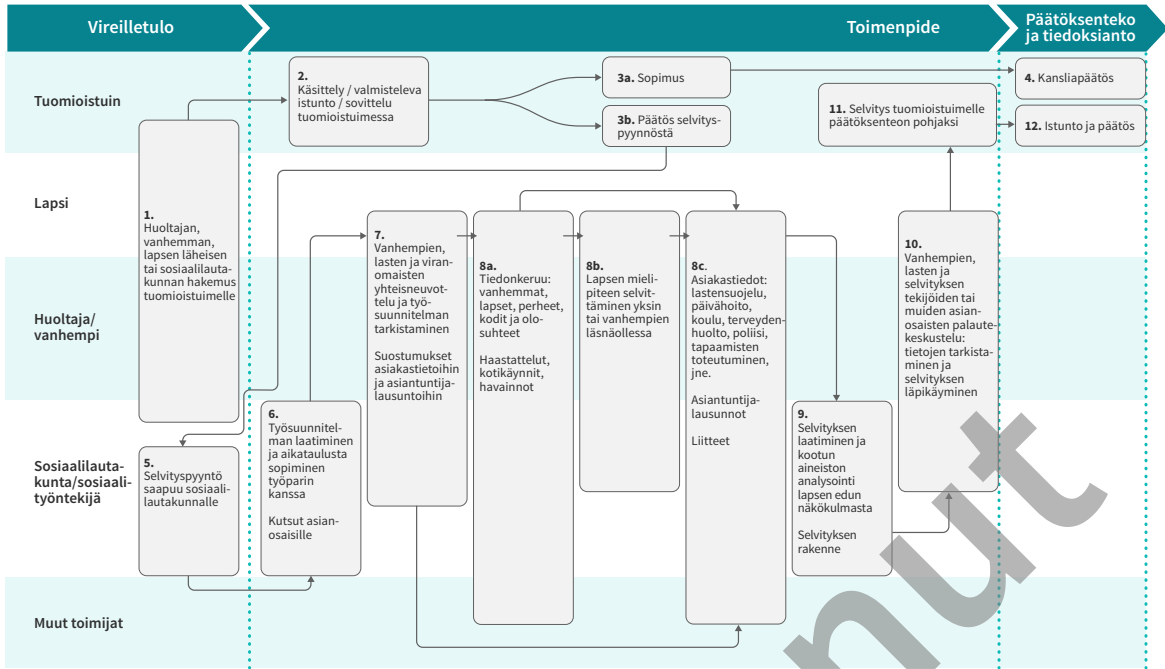 Vireilletulo
Toimenpide
Päätöksenteko
ja tiedoksianto
Tuomioistuin
2.
Käsittely / valmisteleva
istunto / sovittelu
tuomioistuimessa
3a. Sopimus
3b. Päätös selvitys-
pyynnöstä
4. Kansliapäätös
11. Selvitys tuomioistuimelle
päätöksenteon pohjaksi
12. Istunto ja päätös
Lapsi
1.
Huoltajan,
vanhemman,
lapsen läheisen
tai sosiaalilauta-
kunnan hakemus
tuomioistuimelle
7.
Vanhempien,
lasten ja viran-
omaisten
yhteisneuvot-
telu ja työ-
suunnitelman
tarkistaminen
Suostumukset
asiakastietoihin
ja asiantuntija-
lausuntoihin
8a.
Tiedonkeruu:
vanhemmat,
lapset, perheet,
kodit ja olo-
suhteet
Haastattelut,
kotikäynnit,
havainnot
8b.
Lapsen mieli-
piteen selvit-
täminen yksin
tai vanhempien
läsnäollessa
8c.
Asiakastiedot:
lastensuojelu,
päivähoito,
koulu, terveyden-
huolto, poliisi,
tapaamisten
toteutuminen,
jne.
Asiantuntija-
lausunnot
Liitteet
10.
Vanhempien,
lasten ja
selvityksen
tekijöiden tai
muiden asian-
osaisten palaute-
keskustelu:
tietojen tarkista-
minen ja
selvityksen
läpikäyminen
Huoltaja/
vanhempi
Sosiaalilauta-
kunta/sosiaali-
työntekijä
5.
Selvityspyyntö
saapuu sosiaali-
lautakunnalle
6.
Työsuunnitel-
man laatiminen
ja aikataulusta
sopiminen
työparin
kanssa
Kutsut asian-
osaisille
9.
Selvityksen
laatiminen ja
kootun
aineiston
analysointi
lapsen edun
näkökulmasta
Selvityksen
rakenne
Muut toimijat
nut